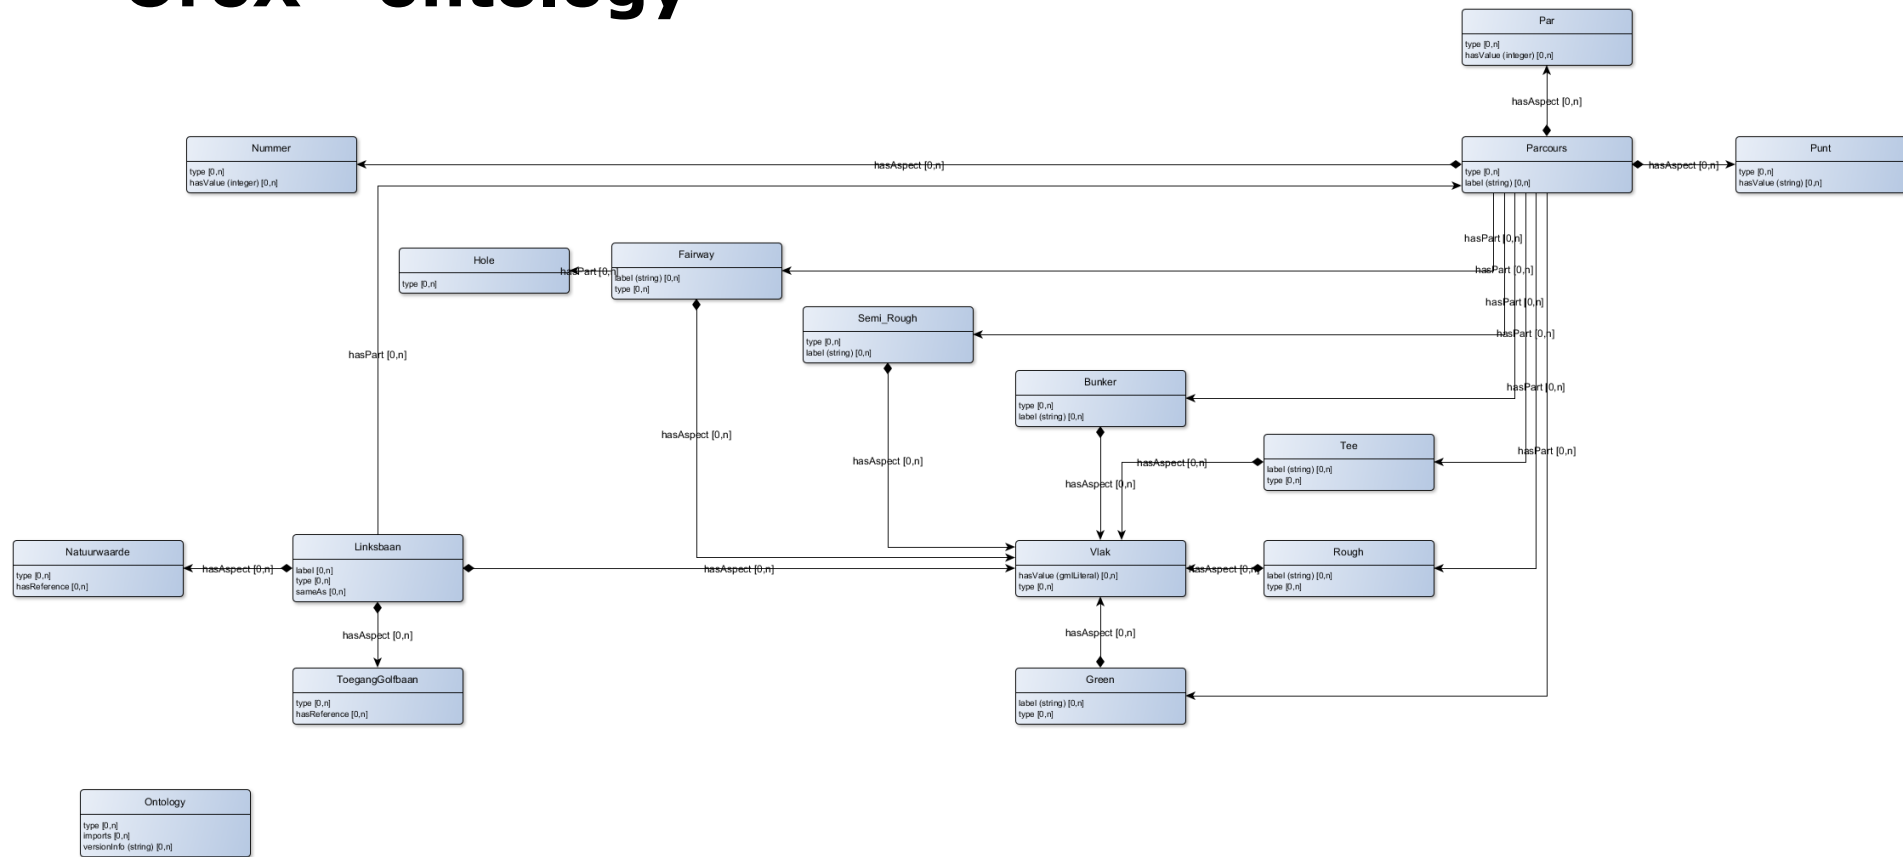 ontology
Par
type [0,n]
hasValue (integer) [0,n]
hasAspect [0,n]
Nummer
type [0,n]
hasValue (integer) [0,n]
hasAspect [0,n]
Parcours
type [0,n]
label (string) [0,n]
hasAspect [0,n]
Punt
type [0,n]
hasValue (string) [0,n]
Hole
type [0,n]
hasPart [0,n]
Fairway
label (string) [0,n]
type [0,n]
hasPart [0,n]
hasPart [0,n]
hasPart [0,n]
hasPart [0,n]
hasPart [0,n]
hasPart [0,n]
Semi_Rough
type [0,n]
label (string) [0,n]
hasPart [0,n]
Bunker
type [0,n]
label (string) [0,n]
hasAspect [0,n]
hasAspect [0,n]
hasAspect [0,n]
hasAspect [0,n]
Tee
label (string) [0,n]
type [0,n]
Natuurwaarde
type [0,n]
hasReference [0,n]
hasAspect [0,n]
Linksbaan
label [0,n]
type [0,n]
sameAs [0,n]
hasAspect [0,n]
Vlak
hasValue (gmlLiteral) [0,n]
type [0,n]
hasAspect [0,n]
Rough
label (string) [0,n]
type [0,n]
hasAspect [0,n]
hasAspect [0,n]
ToegangGolfbaan
type [0,n]
hasReference [0,n]
Green
label (string) [0,n]
type [0,n]
Ontology
type [0,n]
imports [0,n]
versionInfo (string) [0,n]